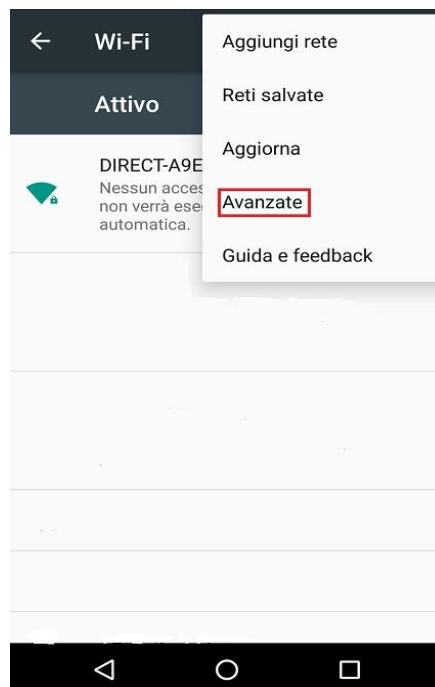 Wi-Fi
Attivo
DIRECT-A9E
Nessun acces
non verrà ese
automatica.
Aggiungi rete
Reti salvate
Aggiorna
Avanzate
Guida e feedback